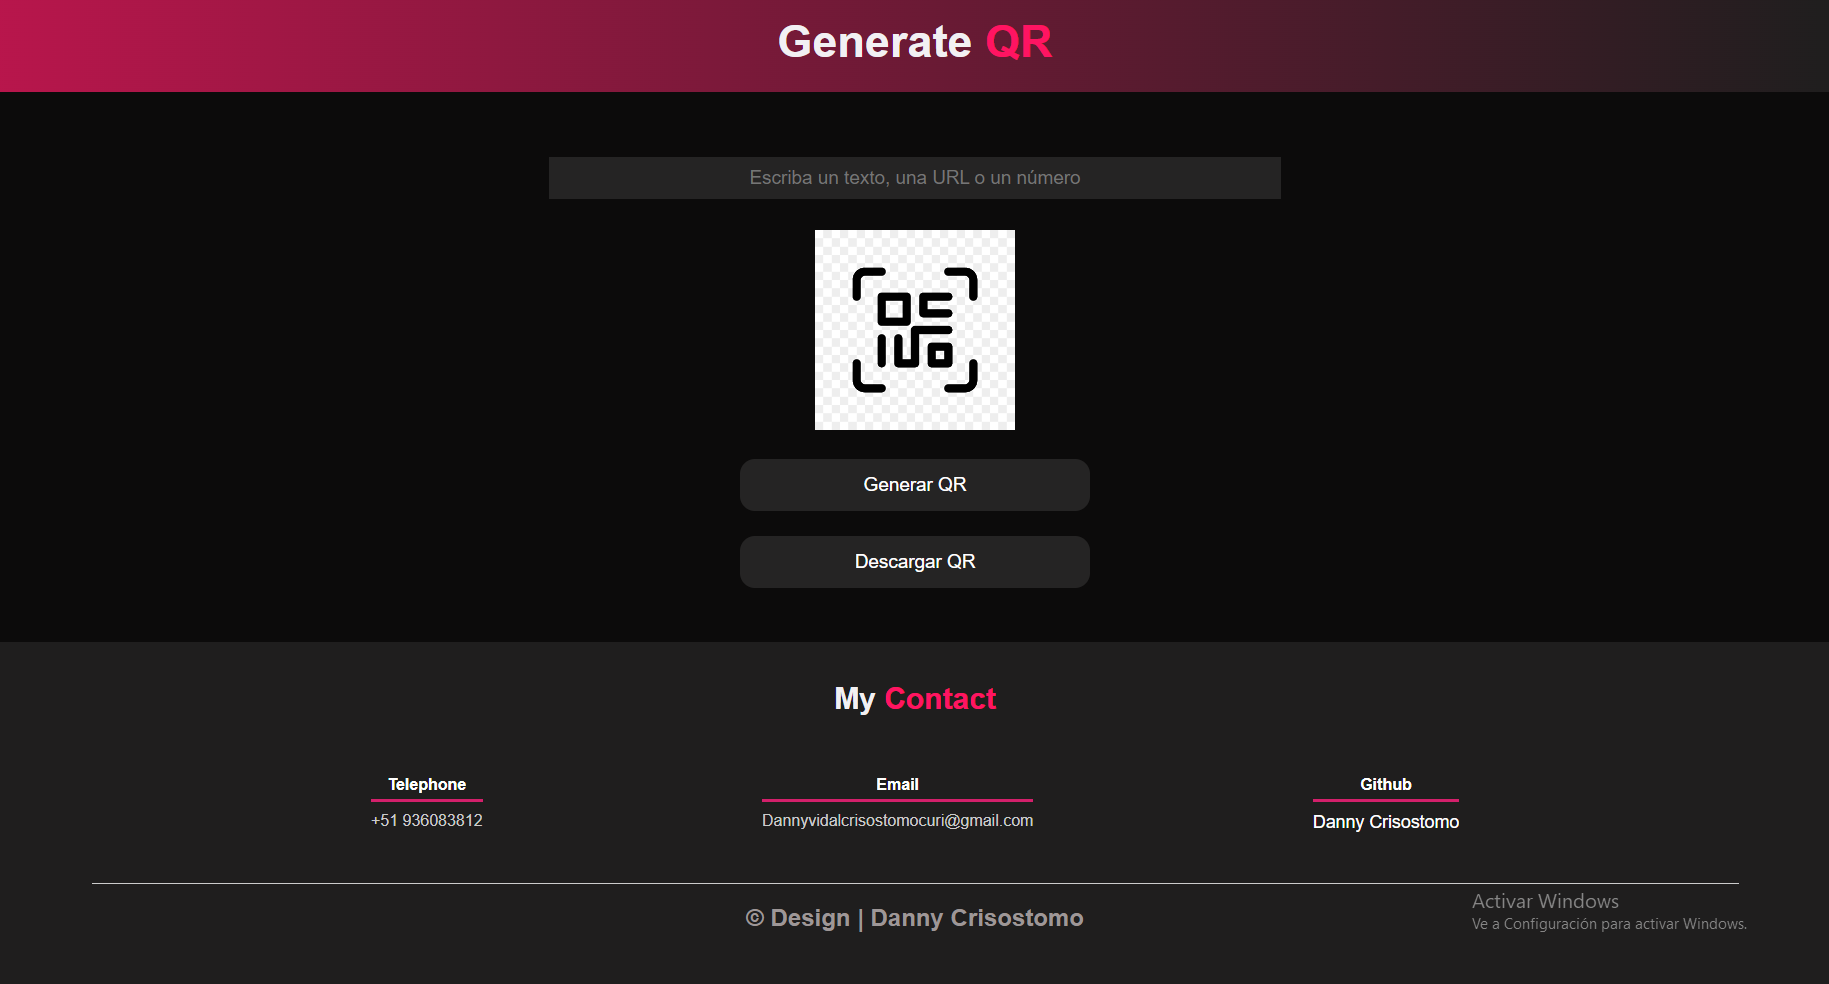 Generate QR
Escriba un texto, una URL o un número
Generar QR
Descargar QR
My Contact
Telephone
+51 936083812
Email
Dannyvidalcrisostomocuri@gmail.com
Github
Danny Crisostomo
© Design | Danny Crisostomo
Activar Windows
Ve a Configuración para activar Windows.